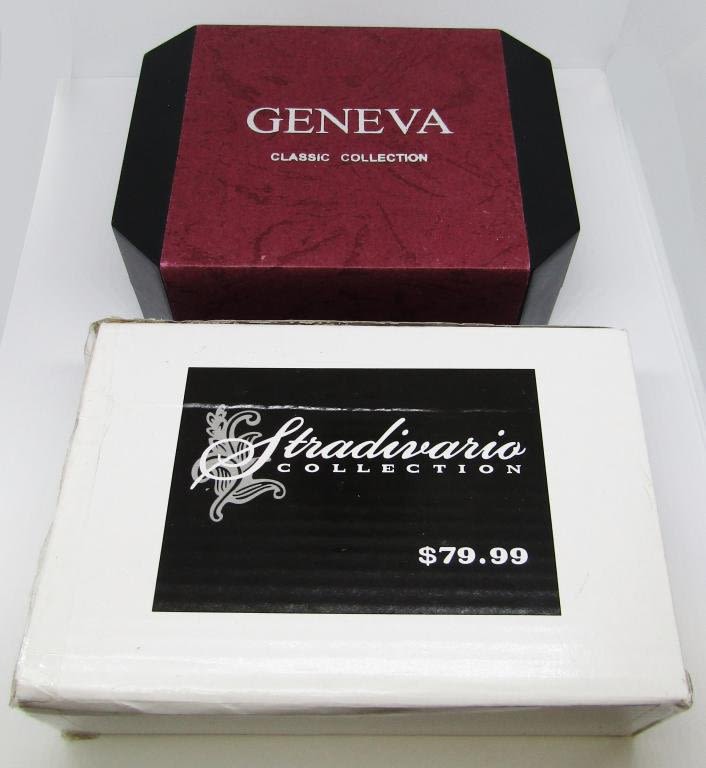 GENEVA
CLASSIC COLLECTION
Stradivario
COLLECTION
$79.99